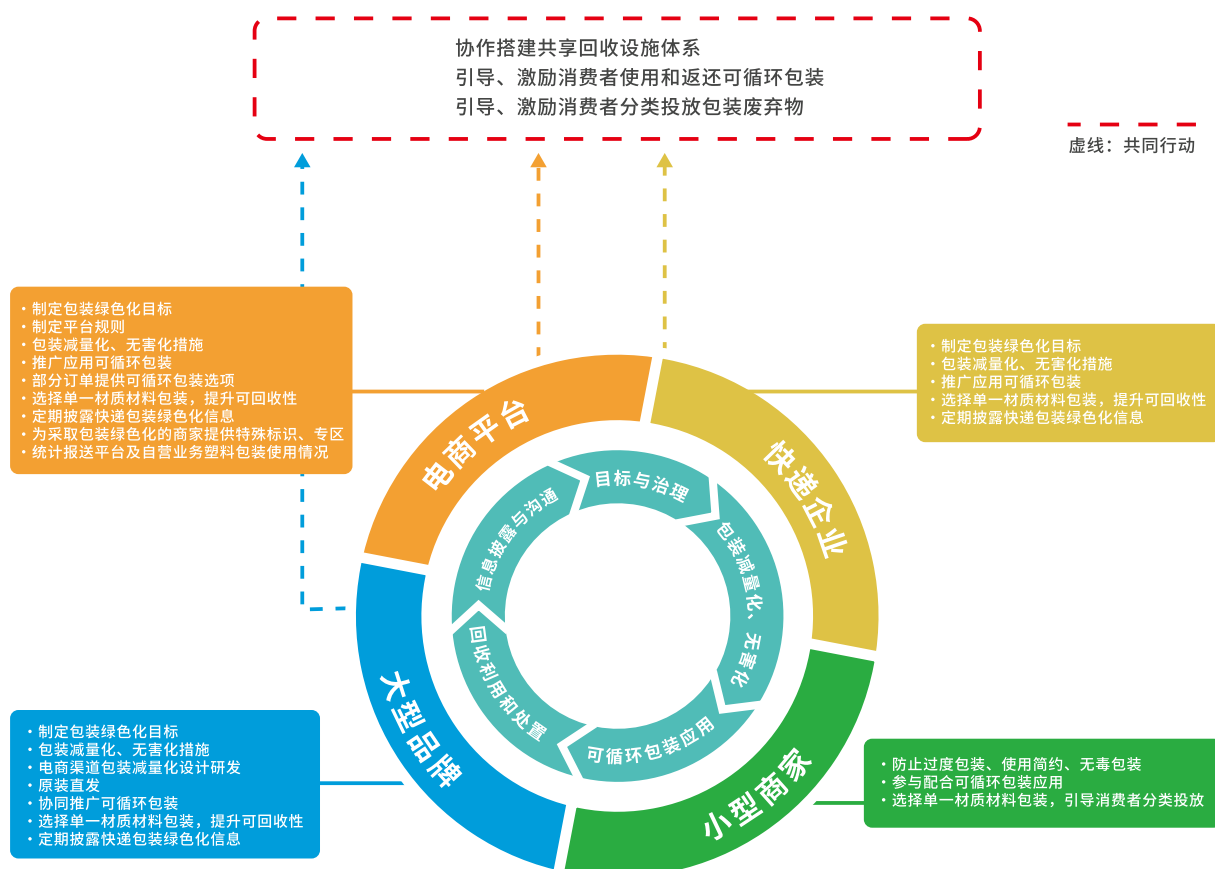 协作搭建共享回收设施体系
引导、激励消费者使用和返还可循环包装
引导、激励消费者分类投放包装废弃物
虚线：共同行动
·制定包装绿色化目标
·制定平台规则
·包装减量化、无害化措施
·推广应用可循环包装
·部分订单提供可循环包装选项
·选择单一材质材料包装，提升可回收性
·定期披露快递包装绿色化信息
·为采取包装绿色化的商家提供特殊标识、专区
·统计报送平台及自营业务塑料包装使用情况
·制定包装绿色化目标
·包装减量化、无害化措施
·推广应用可循环包装
·选择单一材质材料包装，提升可回收性
·定期披露快递包装绿色化信息
电商平台
快递企业
目标与治理
信息披露与沟通
包装减量化、无害化
回收利用和处置
可循环包装应用
大型品牌
小型商家
·制定包装绿色化目标
·包装减量化、无害化措施
·电商渠道包装减量化设计研发
·原装直发
·协同推广可循环包装
·选择单一材质材料包装，提升可回收性
·定期披露快递包装绿色化信息
·防止过度包装、使用简约、无毒包装
·参与配合可循环包装应用
·选择单一材质材料包装，引导消费者分类投放